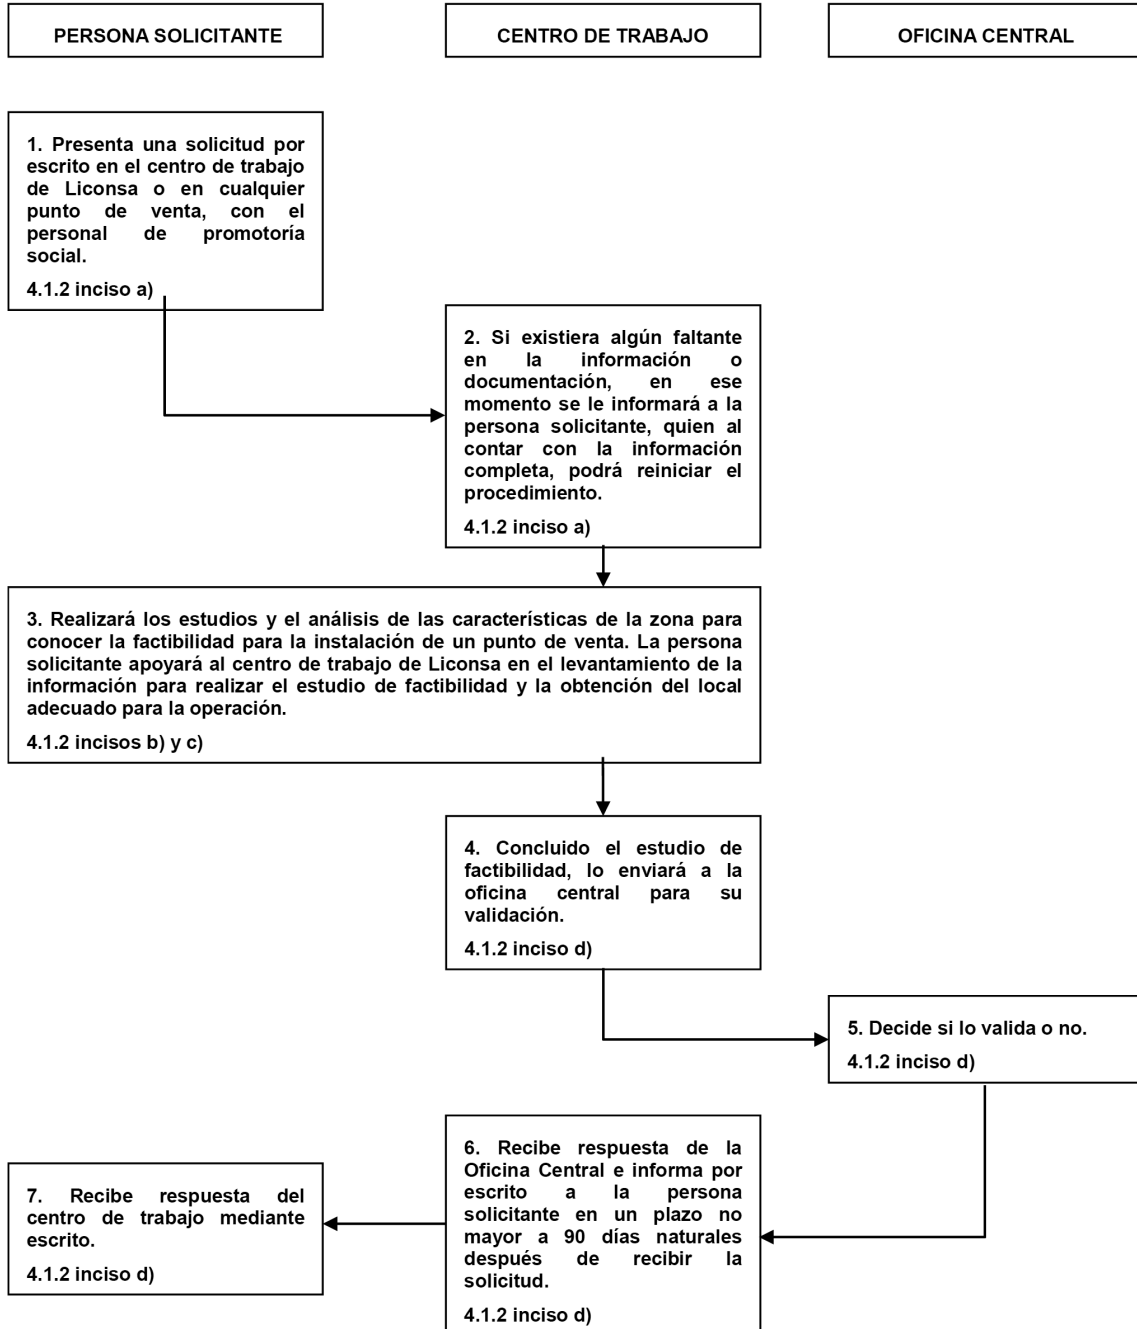 PERSONA SOLICITANTE
CENTRO DE TRABAJO
OFICINA CENTRAL
1. Presenta una solicitud por
escrito en el centro de trabajo
de Liconsa o en cualquier
punto de venta, con el
personal de promotoría
social.
4.1.2 inciso a)
2. Si existiera algún faltante
en la información o
documentación, en ese
momento se le informará a la
persona solicitante, quien al
contar con la información
completa, podrá reiniciar el
procedimiento.
4.1.2 inciso a)
3. Realizará los estudios y el análisis de las características de la zona para
conocer la factibilidad para la instalación de un punto de venta. La persona
solicitante apoyará al centro de trabajo de Liconsa en el levantamiento de la
información para realizar el estudio de factibilidad y la obtención del local
adecuado para la operación.
4.1.2 incisos b) y c)
4. Concluido el estudio de
factibilidad, lo enviará a la
oficina central para su
validación.
4.1.2 inciso d)
5. Decide si lo valida o no.
4.1.2 inciso d)
6. Recibe respuesta de la
Oficina Central e informa por
escrito a la persona
solicitante en un plazo no
mayor a 90 días naturales
después de recibir la
solicitud.
4.1.2 inciso d)
7. Recibe respuesta del
centro de trabajo mediante
escrito.
4.1.2 inciso d)